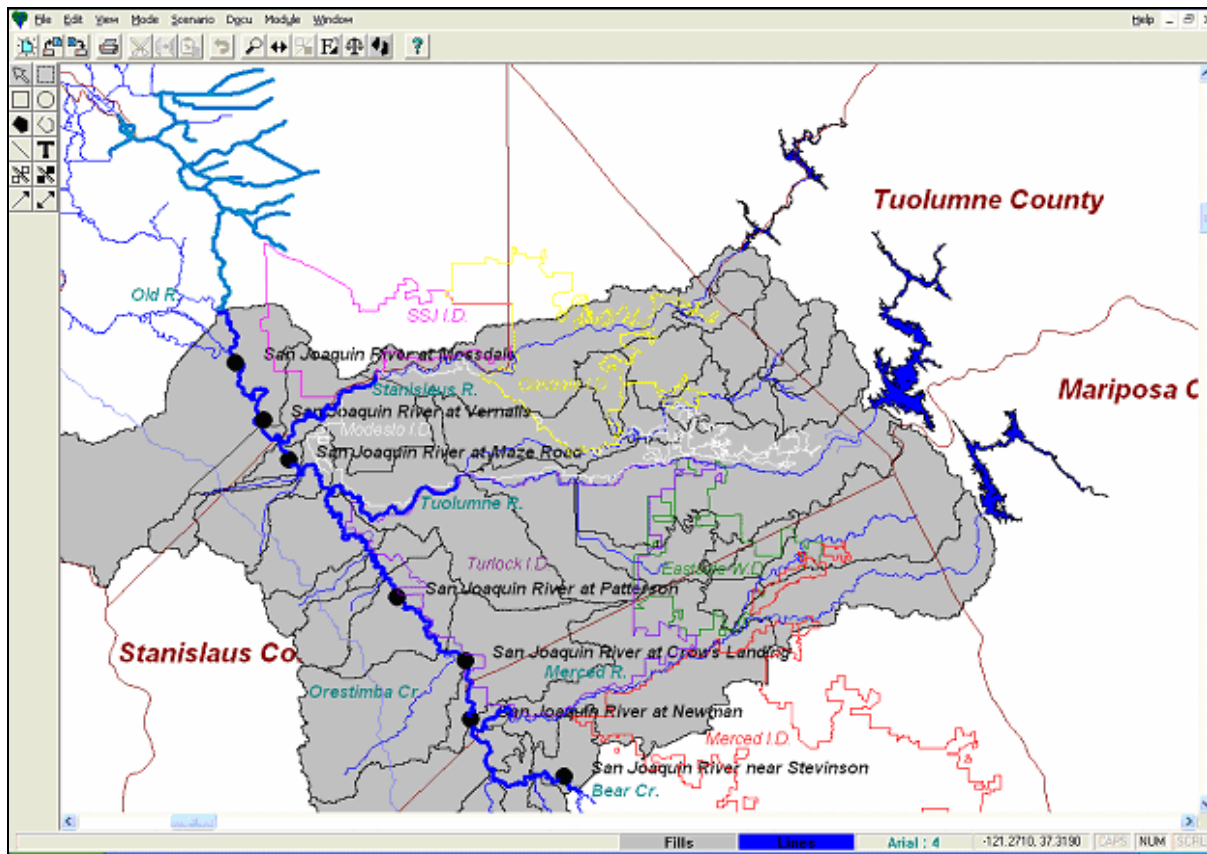 File Edit View Mode Scenario Docu Module Window Help
Tuolumne County
Old R.
SSJ I.D.
San Joaquin River at Mossdale
Mariposa C
Stanislaus R.
Oakdale I.D.
San Joaquin River at Vernalis
Modesto I.D.
San Joaquin River at Maze Road
Tuolumne R.
Turlock I.D.
Eastside W.D.
San Joaquin River at Patterson
Stanislaus Co
San Joaquin River at Crows Landing
Merced R.
Orestimba Cr.
San Joaquin River at Newman
Merced I.D.
San Joaquin River near Stevinson
Bear Cr.
Fills Lines Arial : 4 -121.2710, 37.3190 CAPS NUM SCRL